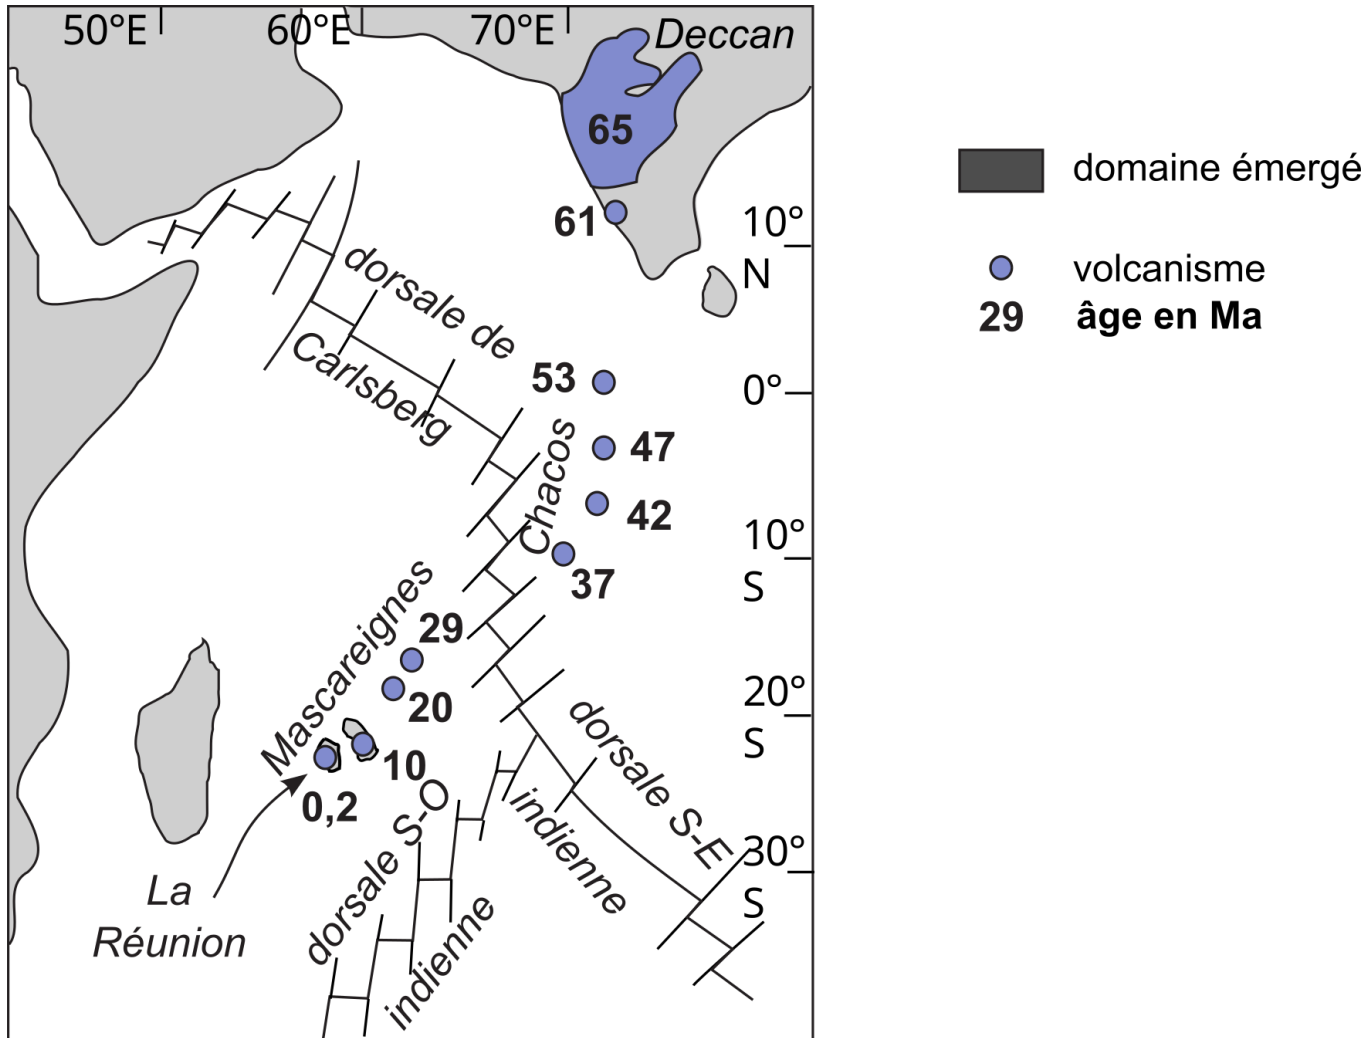 50°E
60°E
70°E
Deccan
65
61
10°
N
dorsale de
Carlsberg
53
0°
47
Chacos
42
10°
S
37
Mascareignes
29
20
20°
S
10
0,2
dorsale S-E
indienne
30°
S
dorsale S-O
indienne
La
Réunion
domaine émergé
volcanisme
29
âge en Ma